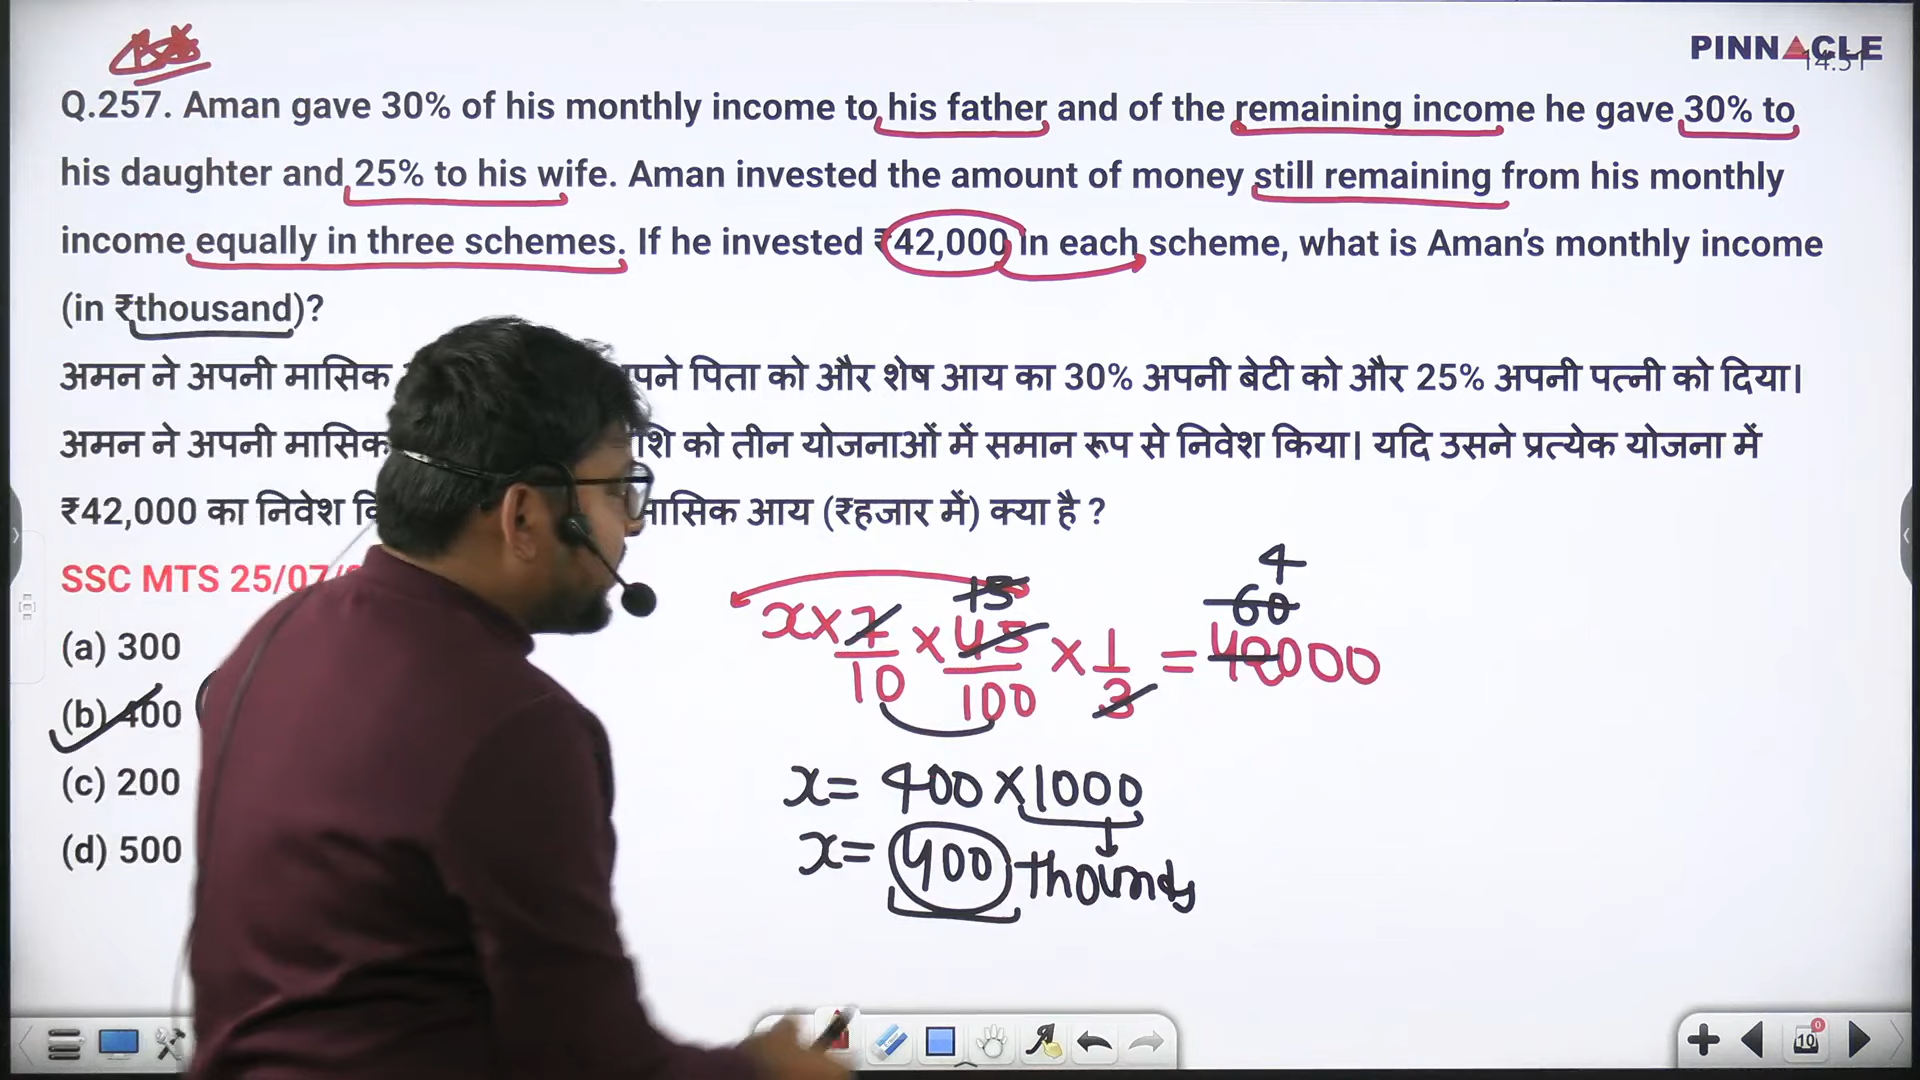 PINNACLE
14:51
Q.257. Aman gave 30% of his monthly income to his father and of the remaining income he gave 30% to
his daughter and 25% to his wife. Aman invested the amount of money still remaining from his monthly
income equally in three schemes. If he invested ₹42,000 in each scheme, what is Aman's monthly income
(in ₹thousand)?
अमन ने अपनी मासिक पने पिता को और शेष आय का 30% अपनी बेटी को और 25% अपनी पत्नी को दिया।
अमन ने अपनी मासिक शि को तीन योजनाओं में समान रूप से निवेश किया। यदि उसने प्रत्येक योजना में
₹42,000 का निवेश मासिक आय (₹हजार में) क्या है ?
SSC MTS 25/07/
(a) 300
(b) 400
(c) 200
(d) 500
4
15 60
x × 7/10 × 45/100 × 1/3 = 42000
x = 400 × 1000
x = 400 thounds
10
0